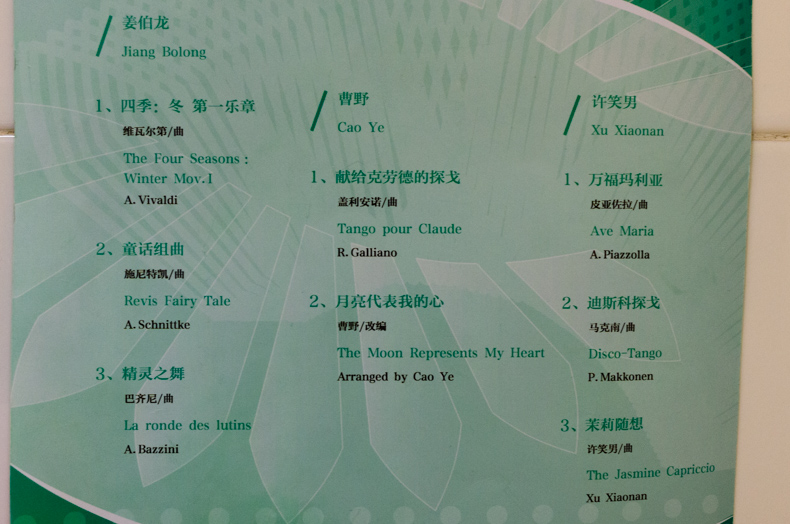 姜伯龙
Jiang Bolong
1、四季：冬 第一乐章
维瓦尔第/曲
The Four Seasons：
Winter Mov.I
A. Vivaldi
2、童话组曲
施尼特凯/曲
Revis Fairy Tale
A. Schnittke
3、精灵之舞
巴齐尼/曲
La ronde des lutins
A. Bazzini
曹野
Cao Ye
1、献给克劳德的探戈
盖利安诺/曲
Tango pour Claude
R. Galliano
2、月亮代表我的心
曹野/改编
The Moon Represents My Heart
Arranged by Cao Ye
许笑男
Xu Xiaonan
1、万福玛利亚
皮亚佐拉/曲
Ave Maria
A. Piazzolla
2、迪斯科探戈
马克南/曲
Disco-Tango
P. Makkonen
3、茉莉随想
许笑男/曲
The Jasmine Capriccio
Xu Xiaonan